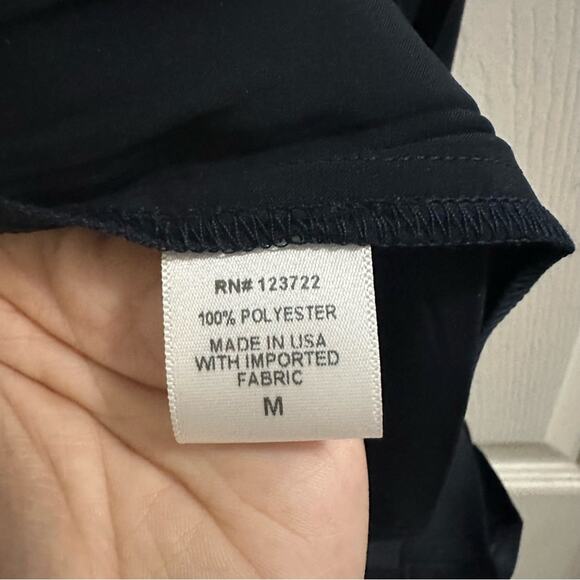 RN# 123722
100% POLYESTER
MADE IN USA
WITH IMPORTED
FABRIC
M